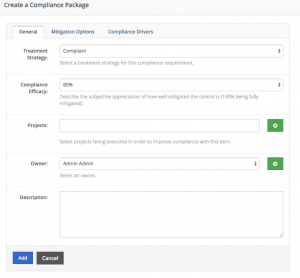 Create a Compliance Package
General Mitigation Options Compliance Drivers
Treatment Strategy:
Compliant
Select a treatment strategy for this compliance requirement.
Compliance Efficacy:
80%
Describe the subjective appreciation of how well mitigated the control is (100% being fully
mitigated).
Projects:
Select projects being executed in order to improve compliance with this item.
Owner:
Admin Admin
Select an owner.
Description:
Add Cancel